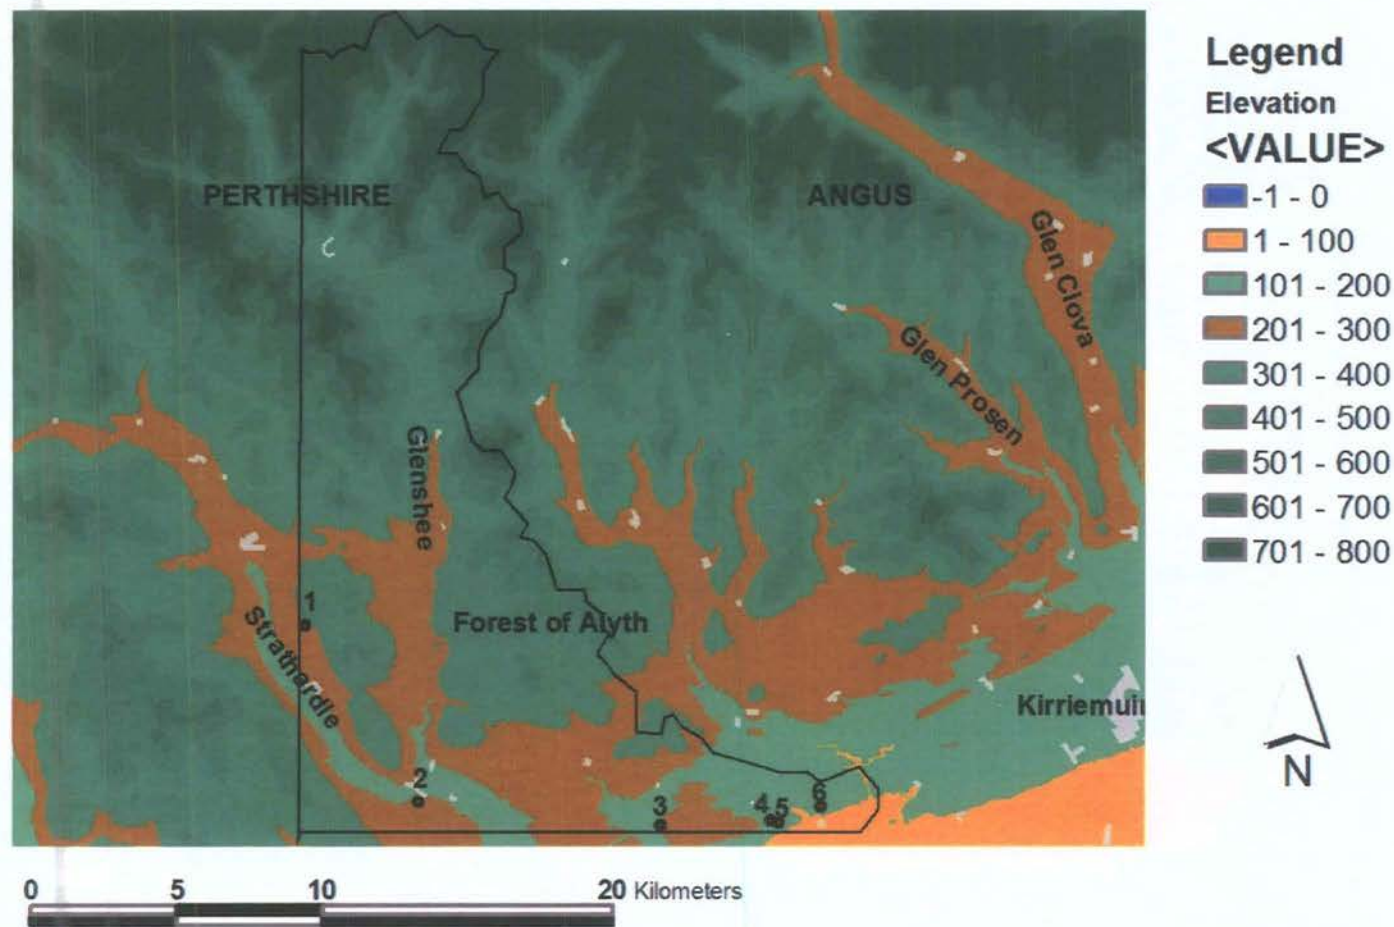 Legend
Elevation
<VALUE>
-1 - 0
1 - 100
101 - 200
201 - 300
301 - 400
401 - 500
501 - 600
601 - 700
701 - 800
PERTHSHIRE
ANGUS
Glen Clova
Glen Prosen
Glenshee
1
Forest of Alyth
Strathardle
Kirriemuir
2
3
4
5
6
N
0 5 10 20 Kilometers